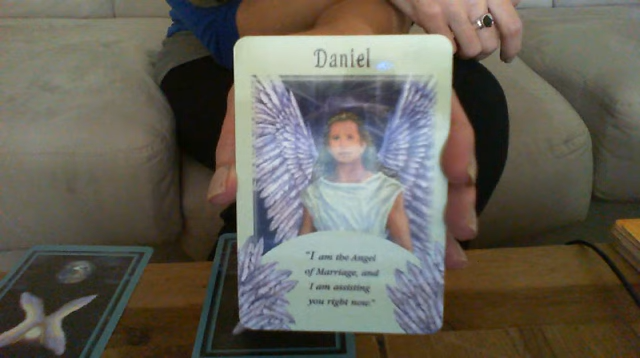 Daniel
"I am the Angel
of Marriage, and
I am assisting
you right now."